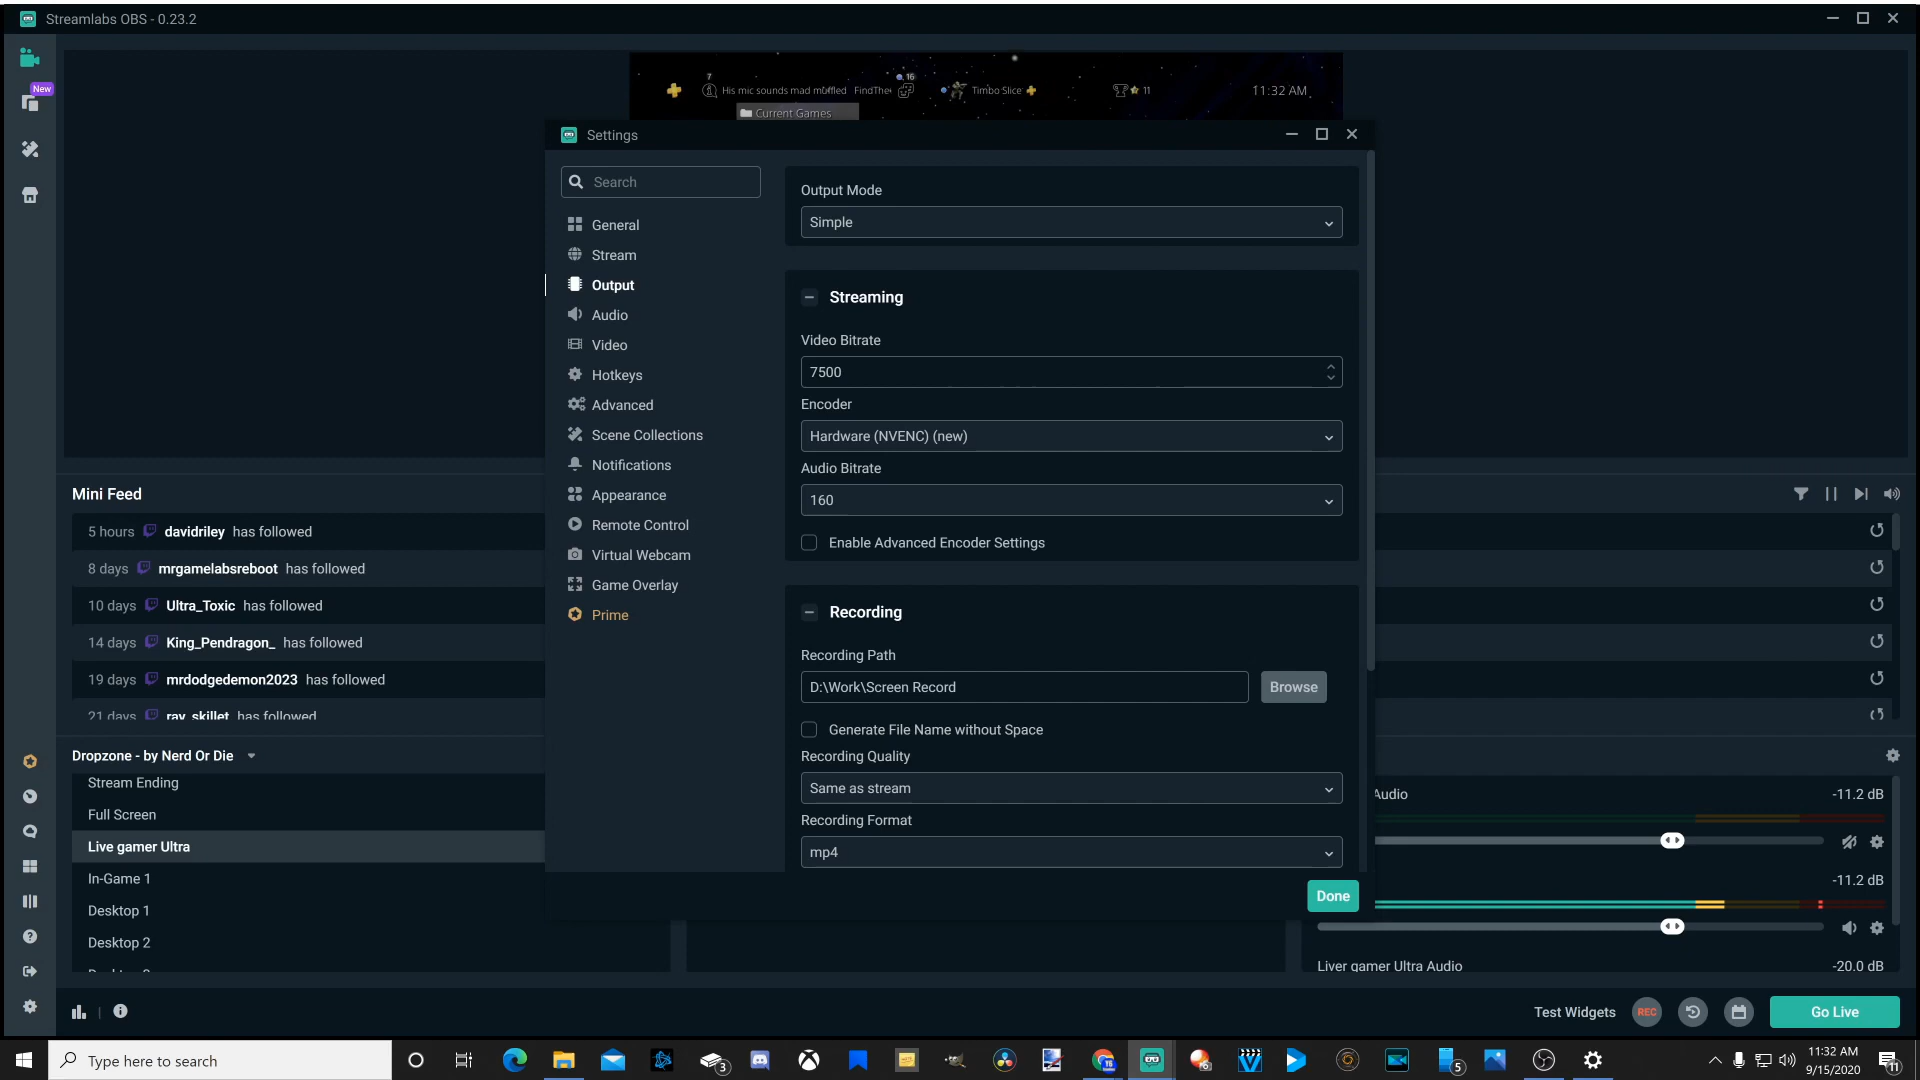 Streamlabs OBS - 0.23.2
New
7
His mic sounds mad muffled
16
Timbo Slice
11
11:32 AM
Current Games
Settings
Search
General
Stream
Output
Audio
Video
Hotkeys
Advanced
Scene Collections
Notifications
Appearance
Remote Control
Virtual Webcam
Game Overlay
Prime
Output Mode
Simple
Streaming
Video Bitrate
7500
Encoder
Hardware (NVENC) (new)
Audio Bitrate
160
Enable Advanced Encoder Settings
Recording
Recording Path
D:\Work\Screen Record
Browse
Generate File Name without Space
Recording Quality
Same as stream
Recording Format
mp4
Done
Mini Feed
5 hours davidriley has followed
8 days mrgamelabsreboot has followed
10 days Ultra_Toxic has followed
14 days King_Pendragon_ has followed
19 days mrdodgedemon2023 has followed
21 days ray_skillet has followed
Dropzone - by Nerd Or Die
Stream Ending
Full Screen
Live gamer Ultra
In-Game 1
Desktop 1
Desktop 2
Audio
-11.2 dB
-11.2 dB
Liver gamer Ultra Audio
-20.0 dB
Test Widgets
REC
Go Live
Type here to search
3
5
11:32 AM
9/15/2020
11